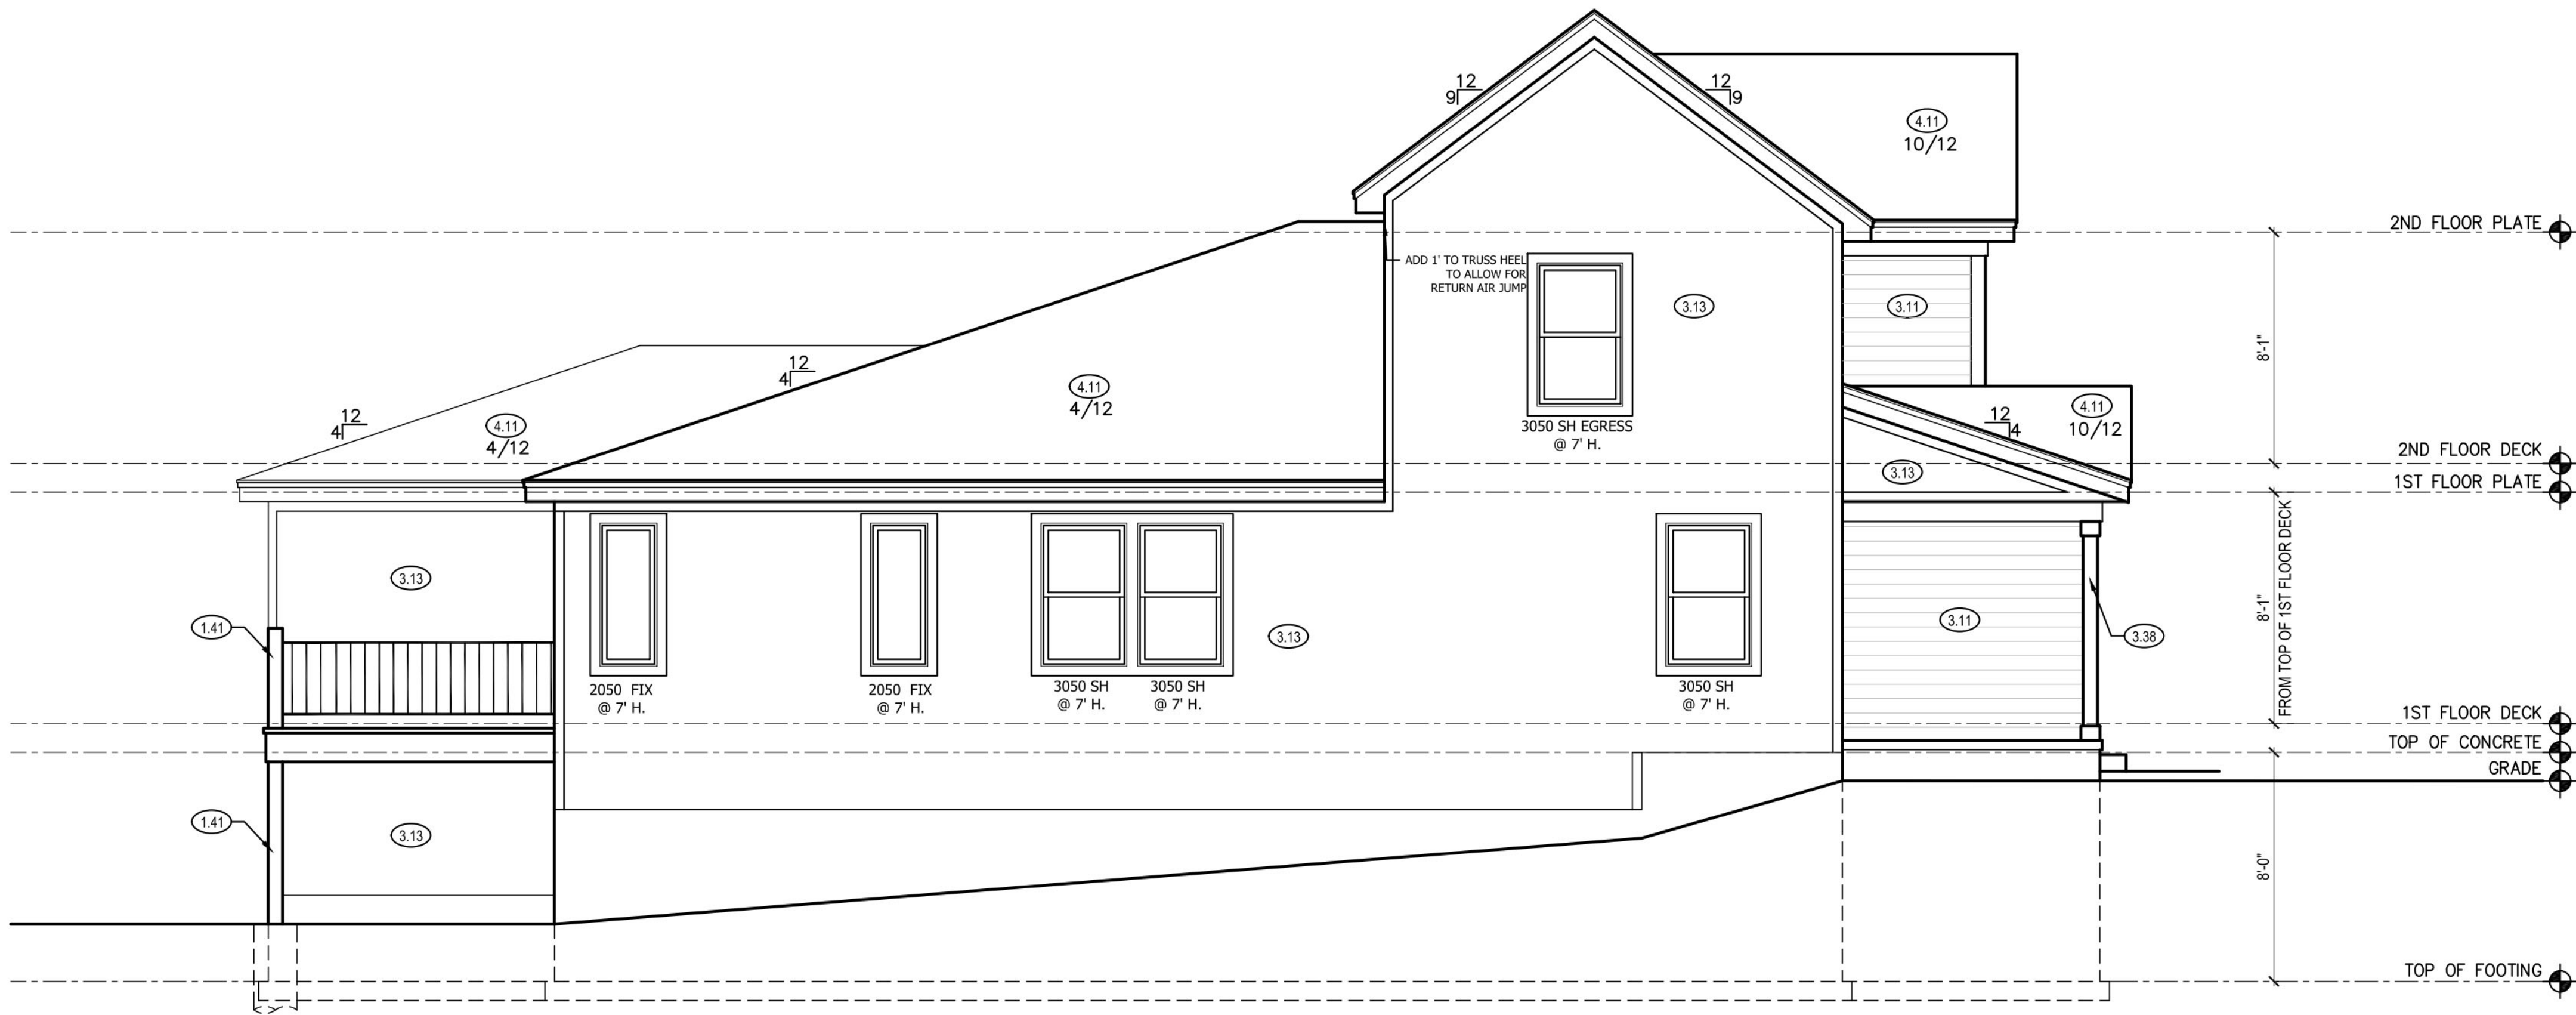 12
9
12
9
4.11
10/12
2ND FLOOR PLATE
ADD 1' TO TRUSS HEEL
TO ALLOW FOR
RETURN AIR JUMP
3.13
3.11
8'-1"
12
4
4.11
4/12
3050 SH EGRESS
@ 7' H.
12
4
4.11
10/12
12
4
4.11
4/12
2ND FLOOR DECK
3.13
1ST FLOOR PLATE
3.13
1.41
3.13
3.11
3.38
8'-1"
FROM TOP OF 1ST FLOOR DECK
2050 FIX
@ 7' H.
2050 FIX
@ 7' H.
3050 SH
@ 7' H.
3050 SH
@ 7' H.
3050 SH
@ 7' H.
1ST FLOOR DECK
TOP OF CONCRETE
GRADE
1.41
3.13
8'-0"
TOP OF FOOTING